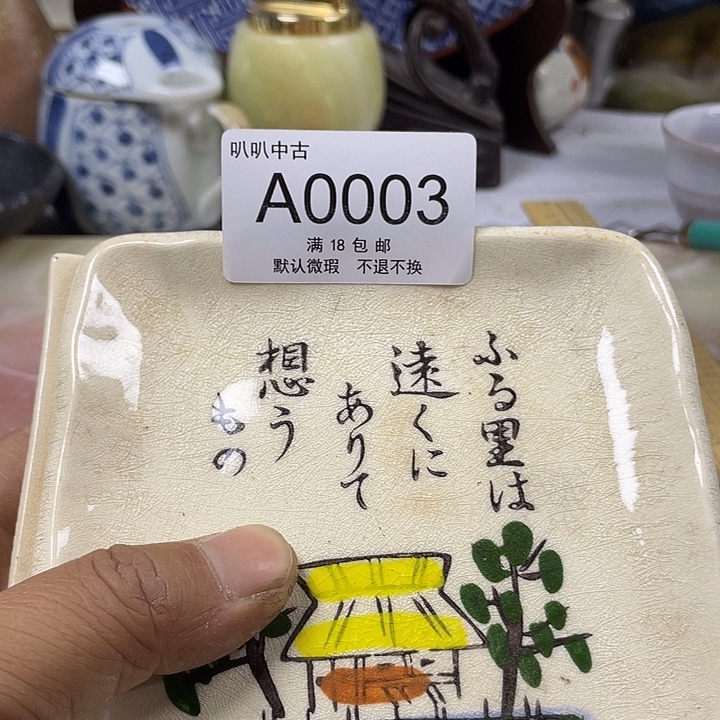 叭叭中古
A0003
满 18 包 邮
默认微瑕 不退不换
ふる里は
遠くに
ありて
想う
もの